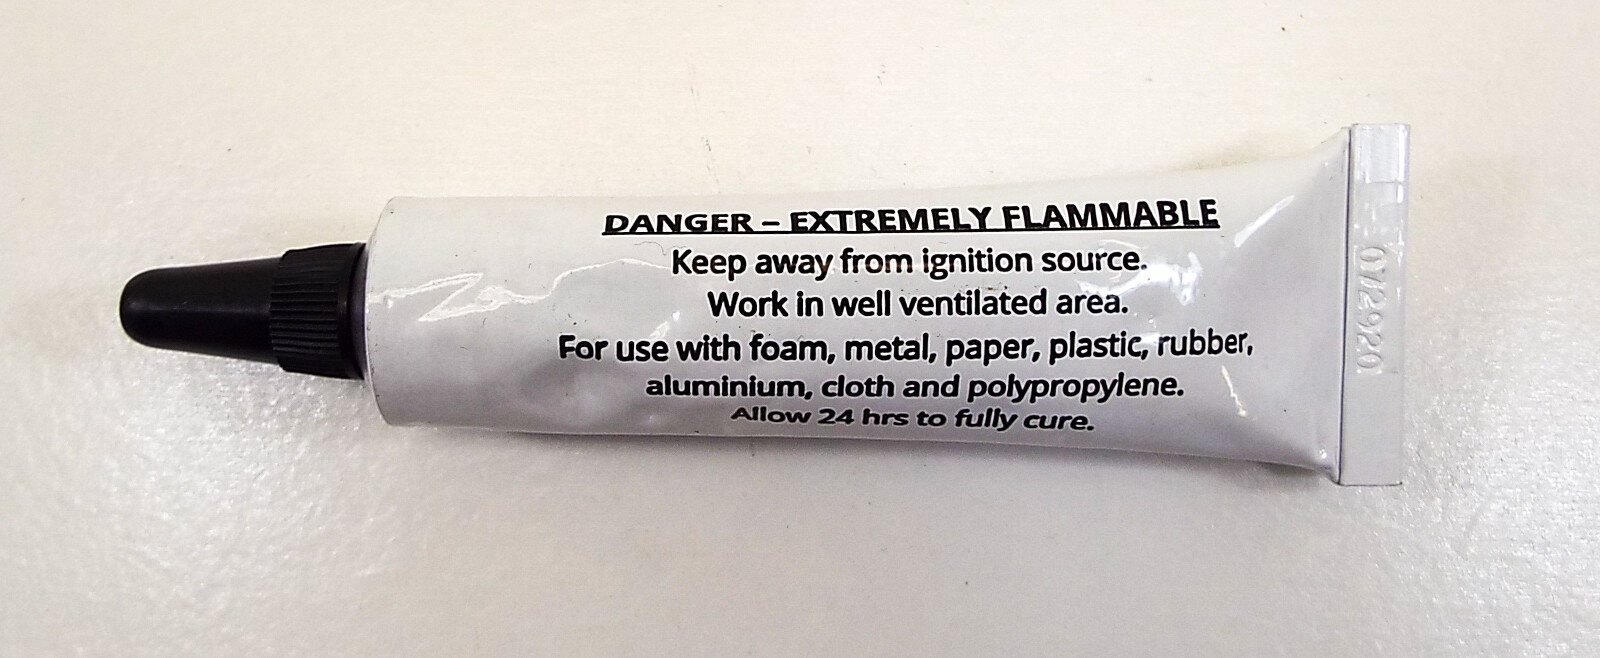 DANGER – EXTREMELY FLAMMABLE
Keep away from ignition source.
Work in well ventilated area.
For use with foam, metal, paper, plastic, rubber,
aluminium, cloth and polypropylene.
Allow 24 hrs to fully cure.